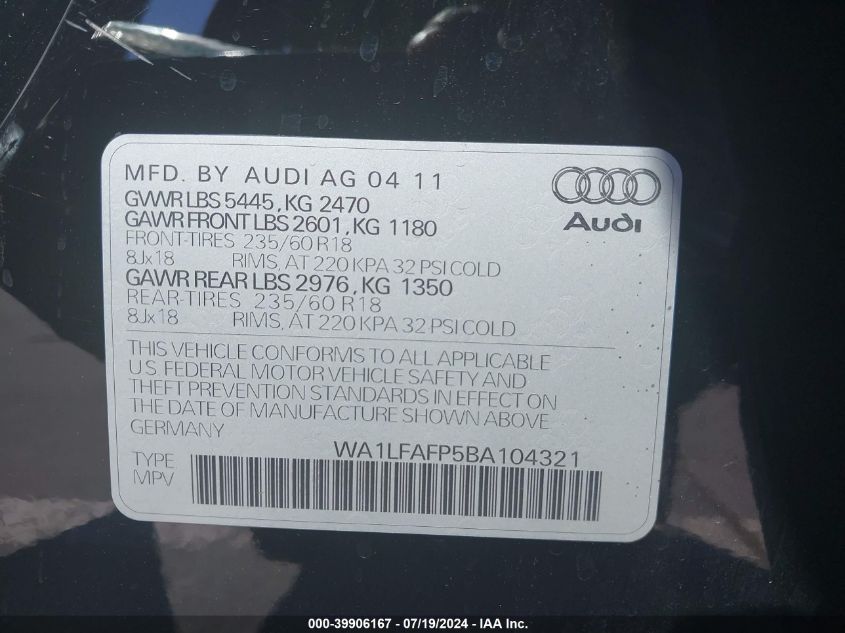 MFD. BY AUDI AG 04 11
GVWR LBS 5445, KG 2470
GAWR FRONT LBS 2601, KG 1180
FRONT-TIRES 235/60 R18
8Jx18 RIMS, AT 220 KPA 32 PSI COLD
GAWR REAR LBS 2976, KG 1350
REAR-TIRES 235/60 R18
8Jx18 RIMS, AT 220 KPA 32 PSI COLD
Audi
THIS VEHICLE CONFORMS TO ALL APPLICABLE
U.S FEDERAL MOTOR VEHICLE SAFETY AND
THEFT PREVENTION STANDARDS IN EFFECT ON
THE DATE OF MANUFACTURE SHOWN ABOVE
GERMANY
WA1LFAFP5BA104321
TYPE
MPV
000-39906167 - 07/19/2024 - Copyright © IAA, Inc.